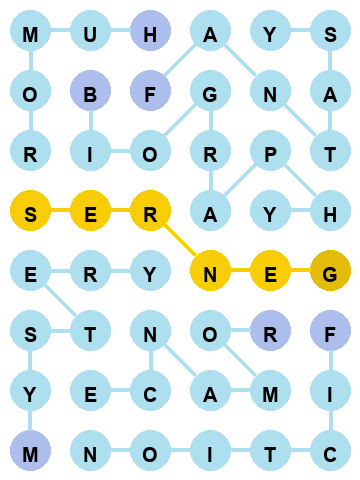 M U H A Y S
O B F G N A
R I O R P T
S E R A Y H
E R Y N E G
S T N O R F
Y E C A M I
M N O I T C